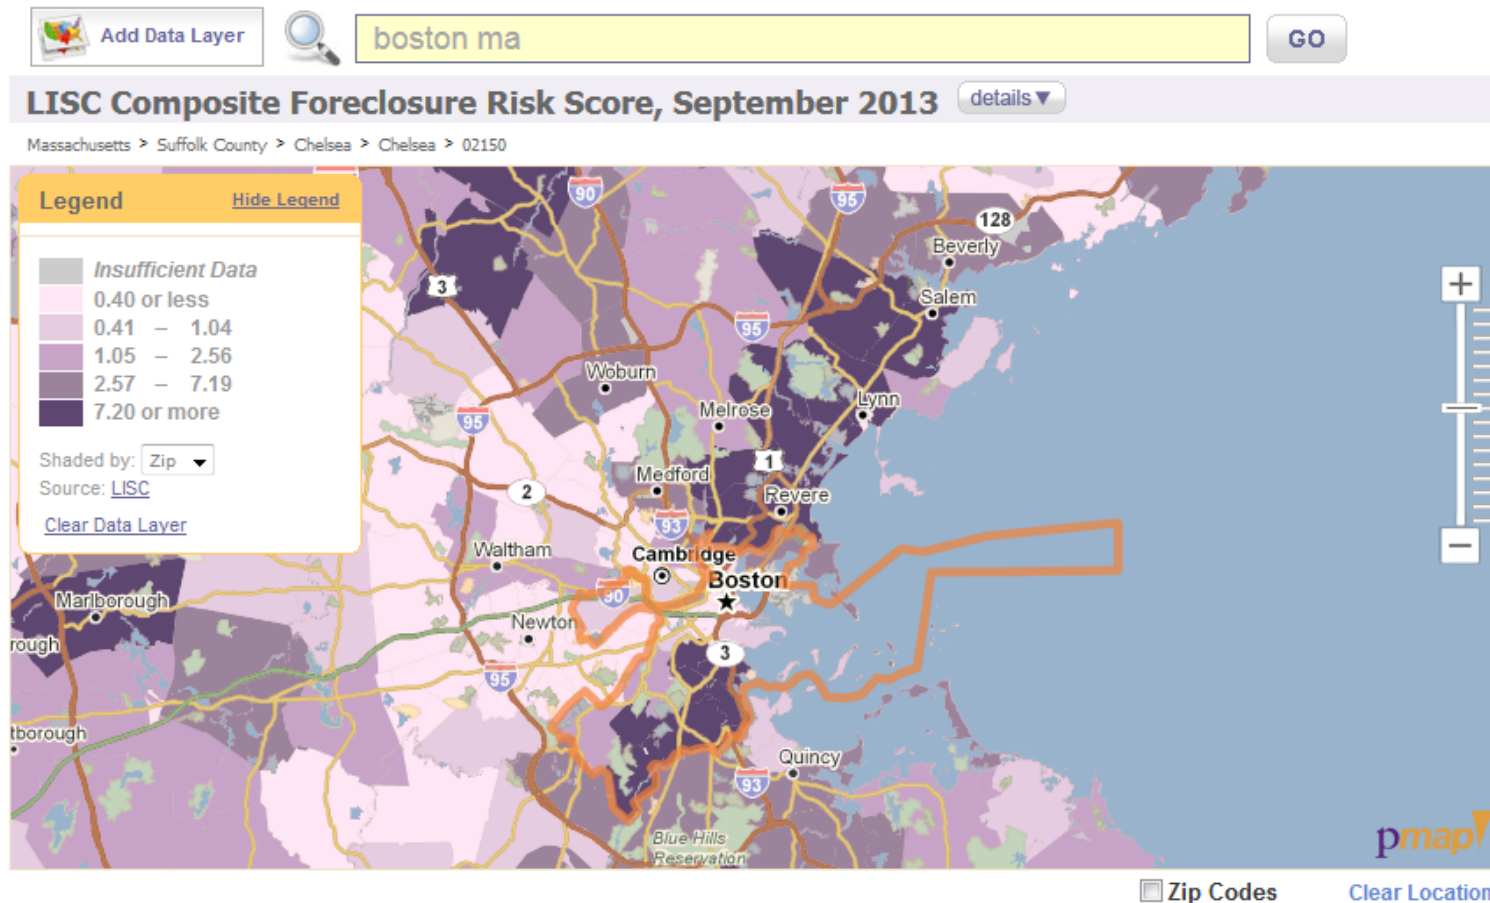 Add Data Layer
boston ma
GO
LISC Composite Foreclosure Risk Score, September 2013
details▼
Massachusetts > Suffolk County > Chelsea > Chelsea > 02150
Legend
Hide Legend
Insufficient Data
0.40 or less
0.41 – 1.04
1.05 – 2.56
2.57 – 7.19
7.20 or more
Shaded by: Zip
Source: LISC
Clear Data Layer
90
95
128
Beverly
3
Salem
95
Woburn
Lynn
95
Melrose
1
Medford
2
Revere
93
Waltham
Cambridge
Boston
90
Marlborough
Newton
rough
3
95
tborough
Quincy
93
Blue Hills
Reservation
pmap
+
−
Zip Codes
Clear Location